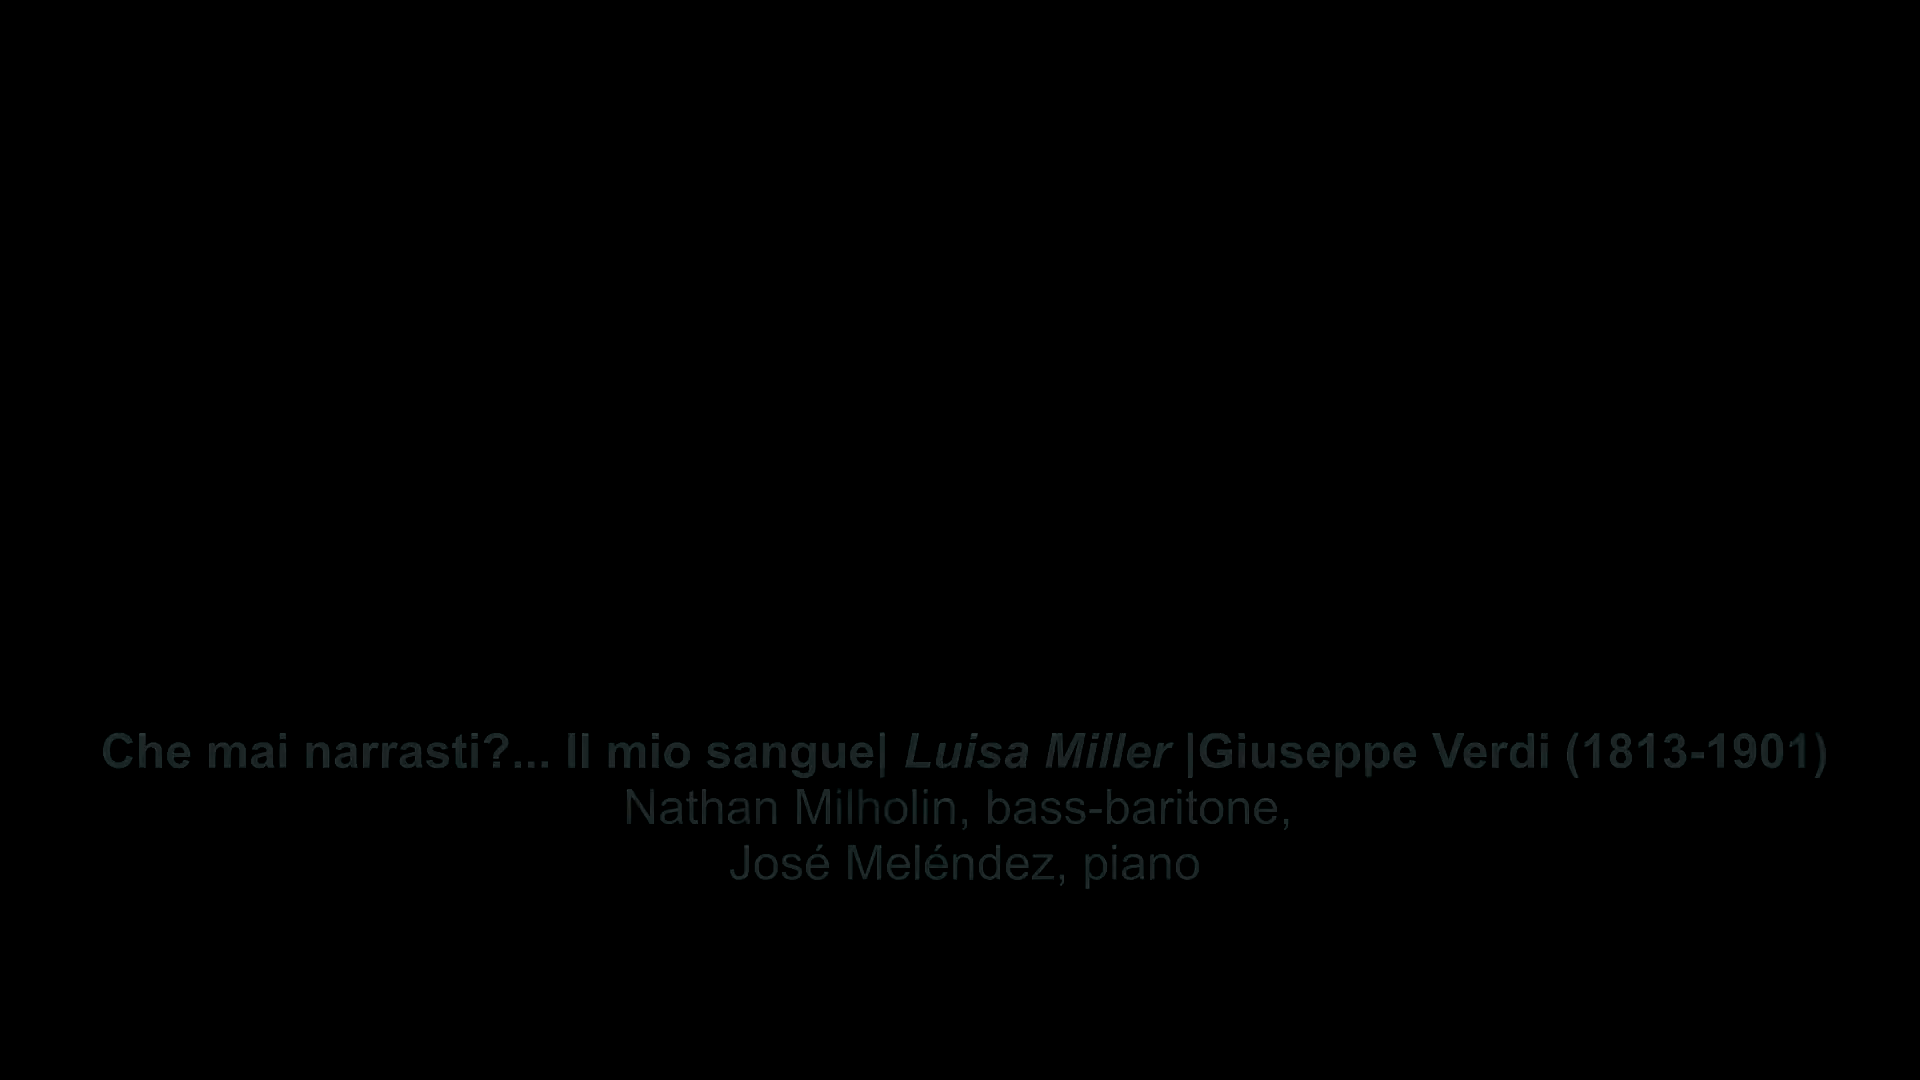 Che mai narrasti?... Il mio sangue| Luisa Miller |Giuseppe Verdi (1813-1901)
Nathan Milholin, bass-baritone,
José Meléndez, piano